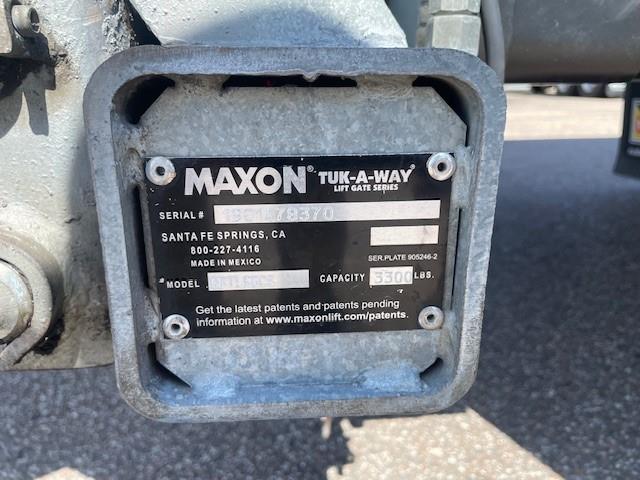 MAXON® TUK-A-WAY®
LIFT GATE SERIES
SERIAL #
SANTA FE SPRINGS, CA
800-227-4116
MADE IN MEXICO
SER.PLATE 905246-2
MODEL CAPACITY 3300 LBS.
Get the latest patents and patents pending
information at www.maxonlift.com/patents.